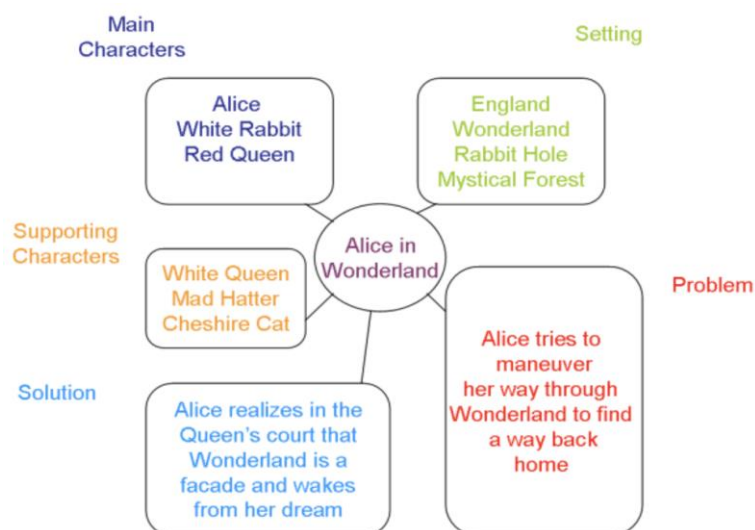 Main
Characters
Alice
White Rabbit
Red Queen
Setting
England
Wonderland
Rabbit Hole
Mystical Forest
Alice in
Wonderland
Supporting
Characters
White Queen
Mad Hatter
Cheshire Cat
Problem
Alice tries to
maneuver
her way through
Wonderland to find
a way back
home
Solution
Alice realizes in the
Queen's court that
Wonderland is a
facade and wakes
from her dream